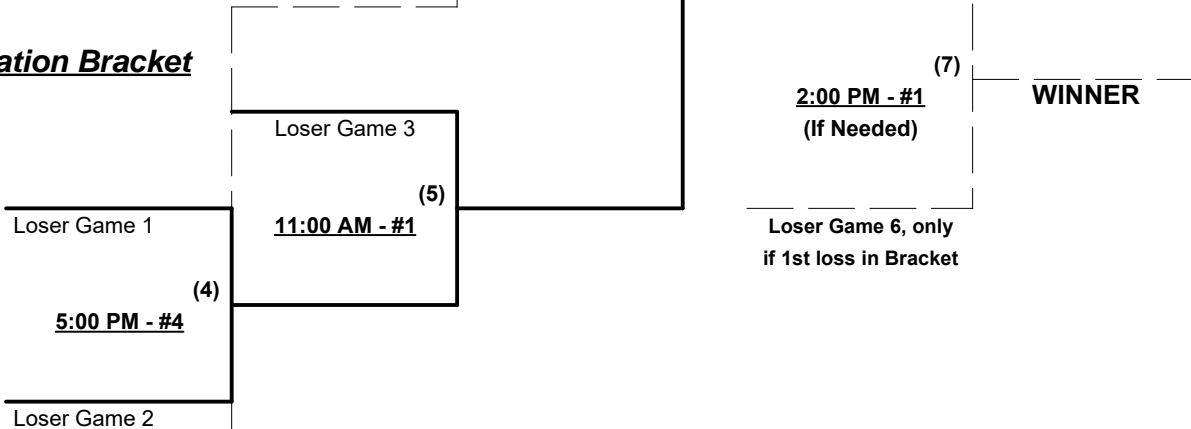 ation Bracket
(7)
2:00 PM - #1
WINNER
(If Needed)
Loser Game 3
(5)
Loser Game 1
11:00 AM - #1
Loser Game 6, only
if 1st loss in Bracket
(4)
5:00 PM - #4
Loser Game 2